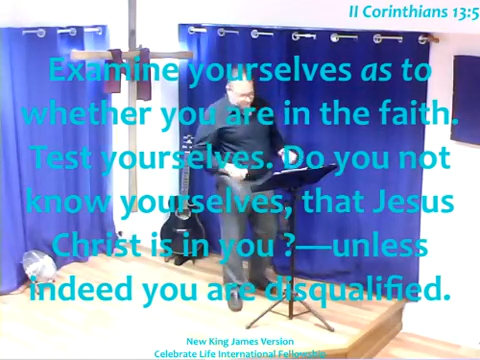 II Corinthians 13:5
Examine yourselves as to
whether you are in the faith.
Test yourselves. Do you not
know yourselves, that Jesus
Christ is in you ?—unless
indeed you are disqualified.
New King James Version
Celebrate Life International Fellowship